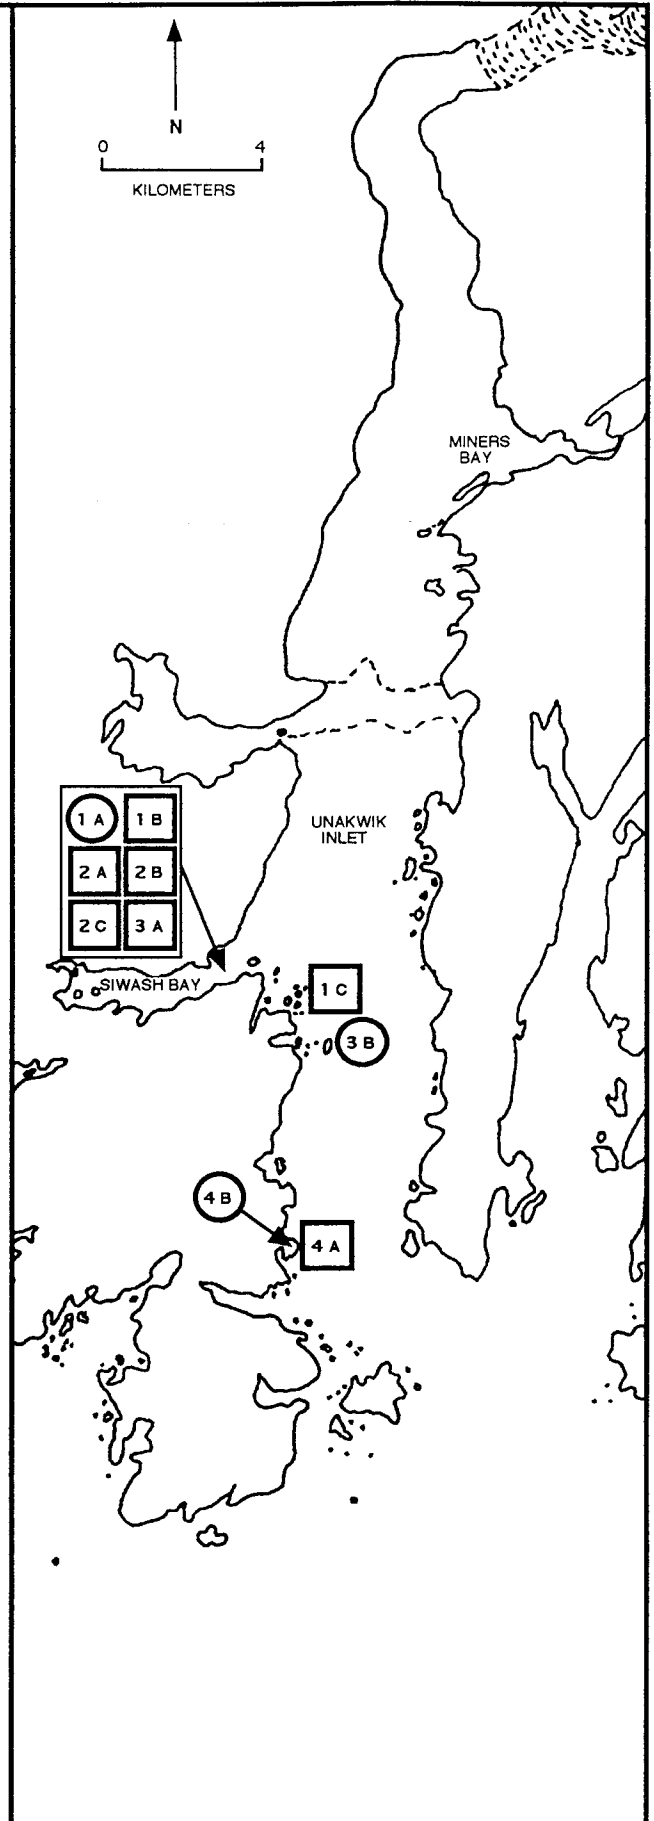 N
0 4
KILOMETERS
MINERS
BAY
UNAKWIK
INLET
1 A 1 B
2 A 2 B
2 C 3 A
SIWASH BAY
1 C
3 B
4 B
4 A